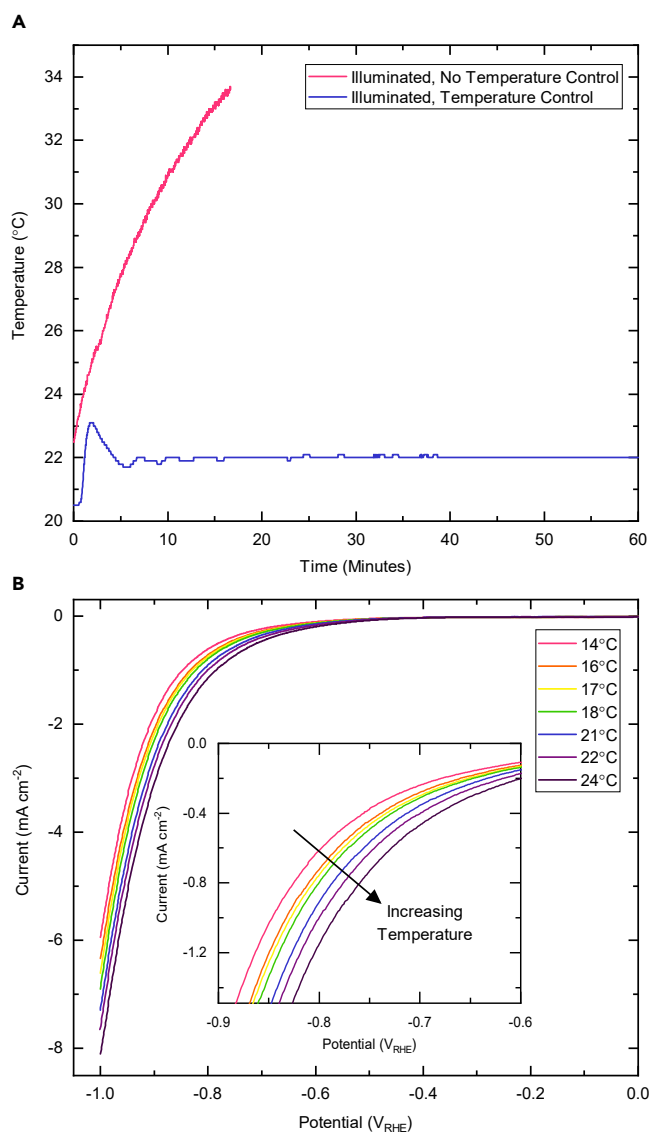 A
34
32
30
28
26
24
22
20
Temperature (°C)
Illuminated, No Temperature Control
Illuminated, Temperature Control
0 10 20 30 40 50 60
Time (Minutes)
B
0
-2
-4
-6
-8
Current (mA cm⁻²)
14°C
16°C
17°C
18°C
21°C
22°C
24°C
0.0
-0.4
-0.8
-1.2
Current (mA cm⁻²)
Increasing
Temperature
-0.9 -0.8 -0.7 -0.6
Potential (V_RHE)
-1.0 -0.8 -0.6 -0.4 -0.2 0.0
Potential (V_RHE)